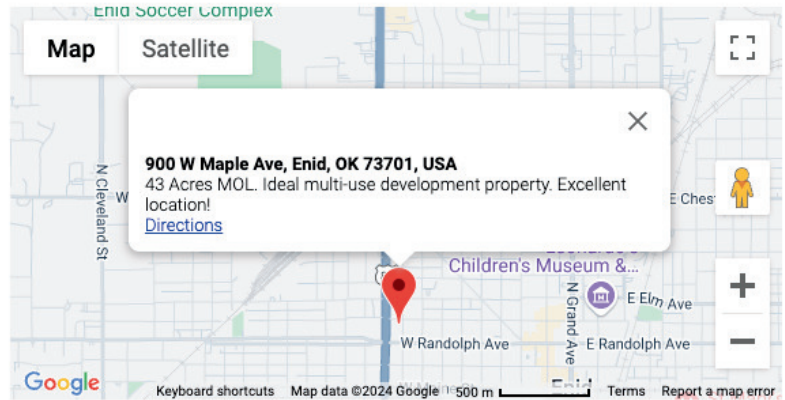 Enid Soccer Complex
Map
Satellite
900 W Maple Ave, Enid, OK 73701, USA
43 Acres MOL. Ideal multi-use development property. Excellent
location!
Directions
N Cleveland St
W
E Ches
Children's Museum &...
E Elm Ave
N Grand Ave
W Randolph Ave
E Randolph Ave
Google
Keyboard shortcuts
Map data ©2024 Google
500 m
Enid
Terms
Report a map error